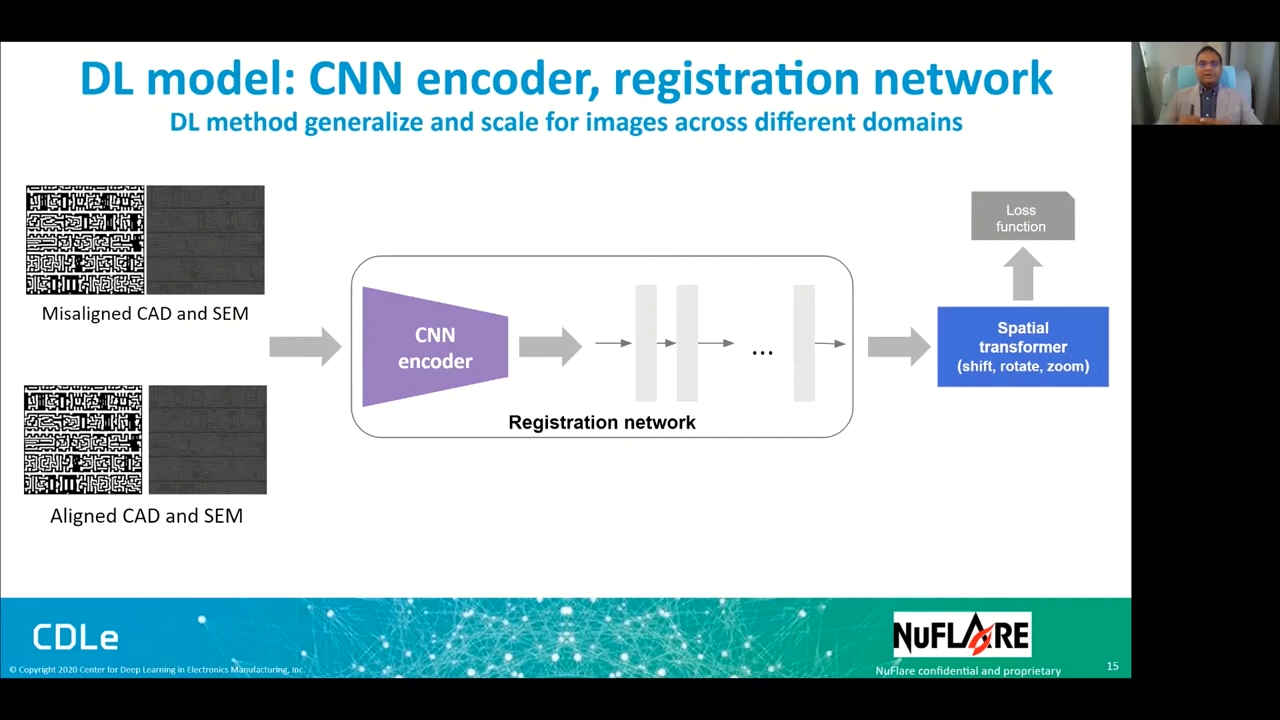 DL model: CNN encoder, registration network
DL method generalize and scale for images across different domains
Misaligned CAD and SEM
Aligned CAD and SEM
CNN
encoder
...
Registration network
Loss
function
Spatial
transformer
(shift, rotate, zoom)
CDLe
© Copyright 2020 Center for Deep Learning in Electronics Manufacturing, Inc.
NUFLARE
NuFlare confidential and proprietary
15